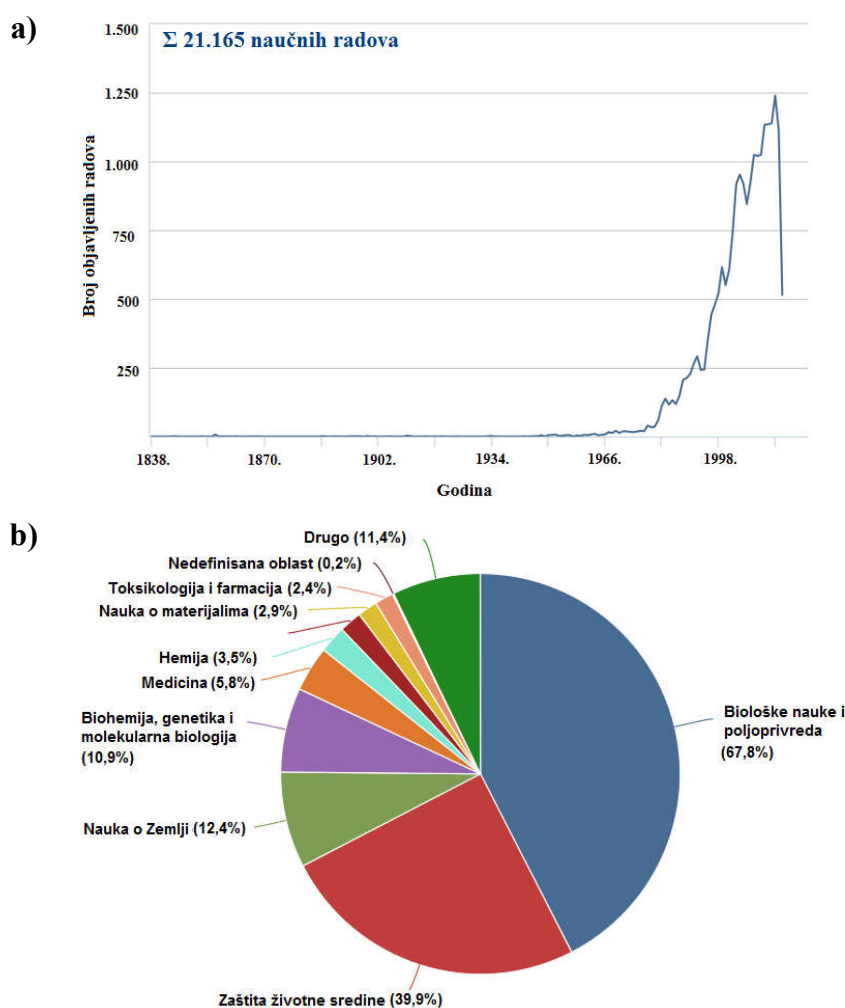 a)
Σ 21.165 naučnih radova
1.500
1.250
1.000
750
500
250
Broj objavljenih radova
1838.
1870.
1902.
1934.
1966.
1998.
Godina
b)
Drugo (11,4%)
Nedefinisana oblast (0,2%)
Toksikologija i farmacija (2,4%)
Nauka o materijalima (2,9%)
Hemija (3,5%)
Medicina (5,8%)
Biohemija, genetika i
molekularna biologija
(10,9%)
Nauka o Zemlji (12,4%)
Biološke nauke i
poljoprivreda
(67,8%)
Zaštita životne sredine (39,9%)